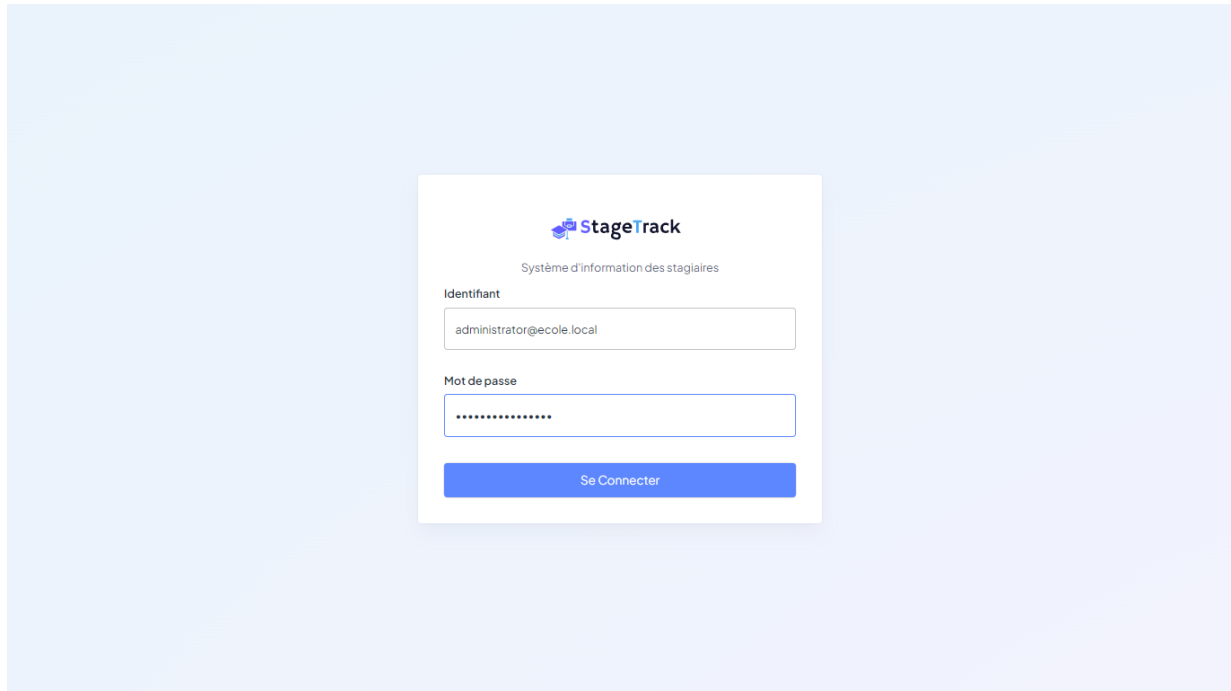 StageTrack
Système d'information des stagiaires
Identifiant
administrator@ecole.local
Mot de passe
••••••••••••••••
Se Connecter